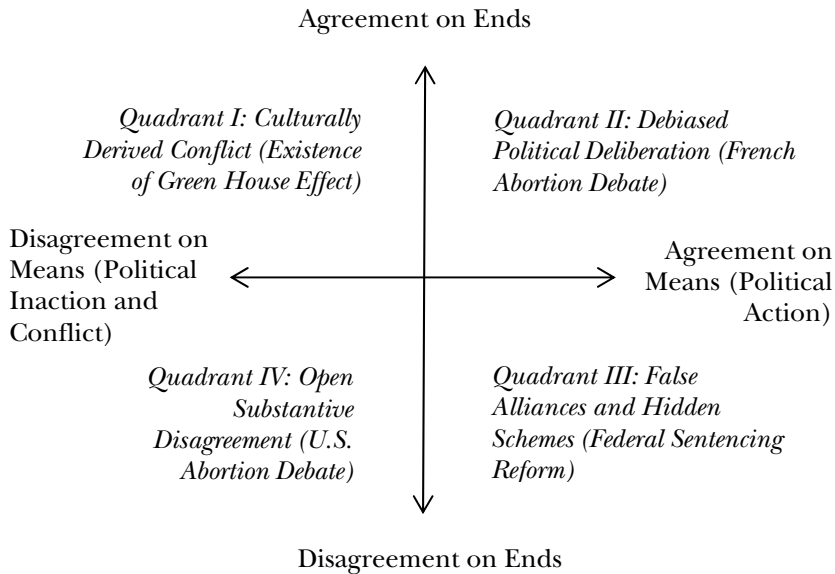 Agreement on Ends
Quadrant I: Culturally
Derived Conflict (Existence
of Green House Effect)
Quadrant II: Debiased
Political Deliberation (French
Abortion Debate)
Disagreement on
Means (Political
Inaction and
Conflict)
Agreement on
Means (Political
Action)
Quadrant IV: Open
Substantive
Disagreement (U.S.
Abortion Debate)
Quadrant III: False
Alliances and Hidden
Schemes (Federal Sentencing
Reform)
Disagreement on Ends